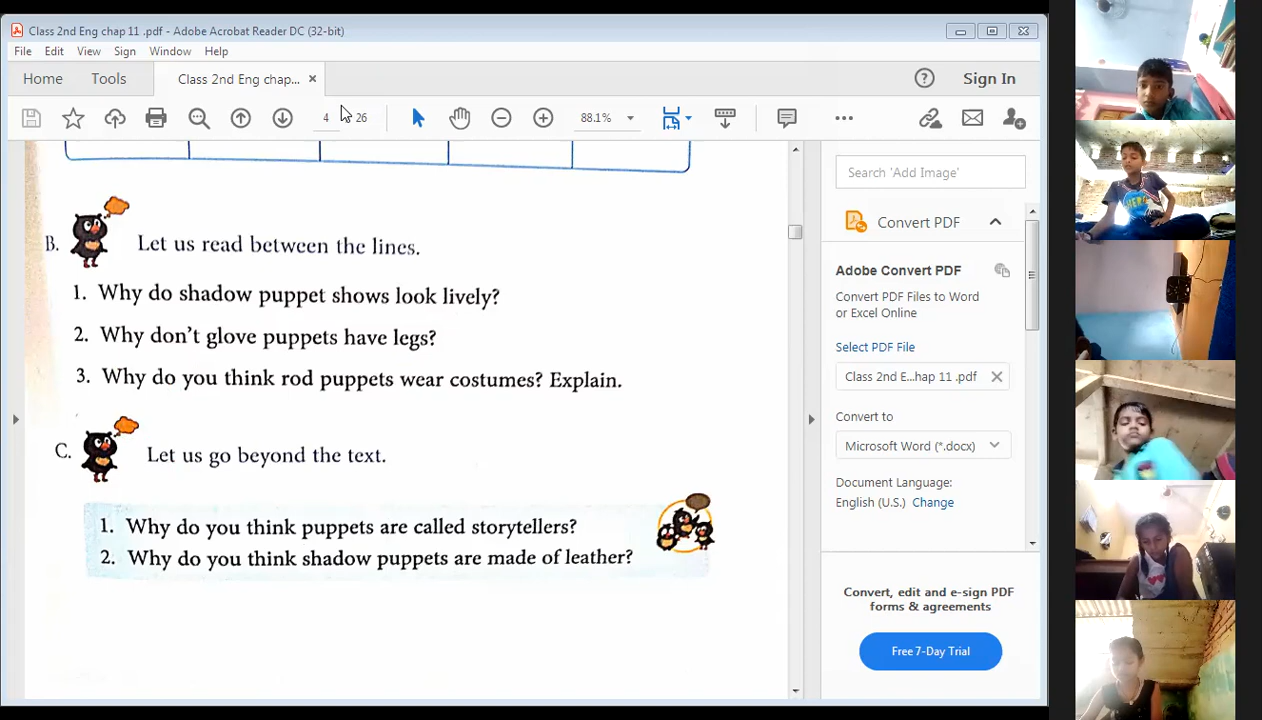 Class 2nd Eng chap 11 .pdf - Adobe Acrobat Reader DC (32-bit)
File Edit View Sign Window Help
Home Tools Class 2nd Eng chap... × Sign In
4 26 88.1%
B. Let us read between the lines.
1. Why do shadow puppet shows look lively?
2. Why don't glove puppets have legs?
3. Why do you think rod puppets wear costumes? Explain.
C. Let us go beyond the text.
1. Why do you think puppets are called storytellers?
2. Why do you think shadow puppets are made of leather?
Search 'Add Image'
Convert PDF
Adobe Convert PDF
Convert PDF Files to Word
or Excel Online
Select PDF File
Class 2nd E...hap 11 .pdf
Convert to
Microsoft Word (*.docx)
Document Language:
English (U.S.) Change
Convert, edit and e-sign PDF
forms & agreements
Free 7-Day Trial